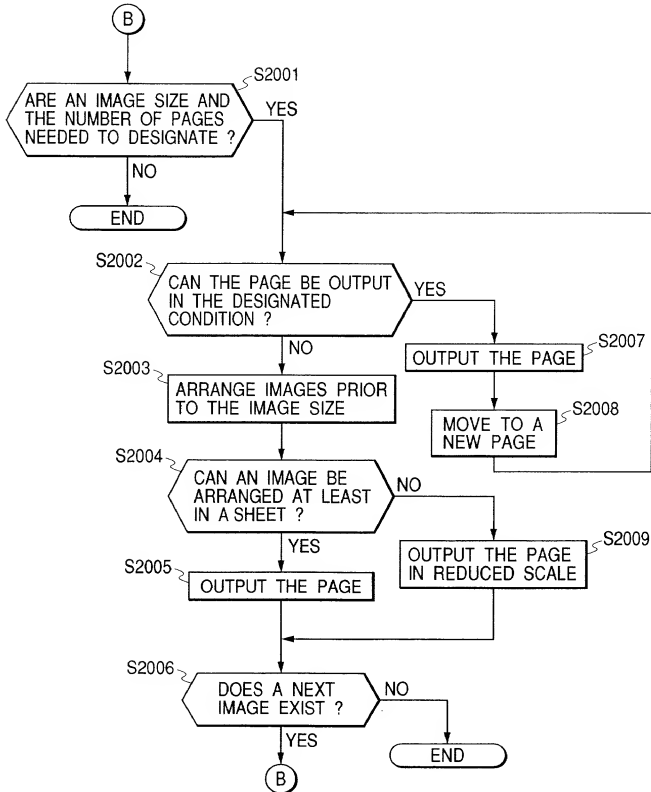 B
S2001
ARE AN IMAGE SIZE AND
THE NUMBER OF PAGES
NEEDED TO DESIGNATE ?
YES
NO
END
S2002
CAN THE PAGE BE OUTPUT
IN THE DESIGNATED
CONDITION ?
YES
NO
S2007
OUTPUT THE PAGE
S2003
ARRANGE IMAGES PRIOR
TO THE IMAGE SIZE
S2008
MOVE TO A
NEW PAGE
S2004
CAN AN IMAGE BE
ARRANGED AT LEAST
IN A SHEET ?
NO
YES
S2009
OUTPUT THE PAGE
IN REDUCED SCALE
S2005
OUTPUT THE PAGE
S2006
DOES A NEXT
IMAGE EXIST ?
NO
YES
END
B